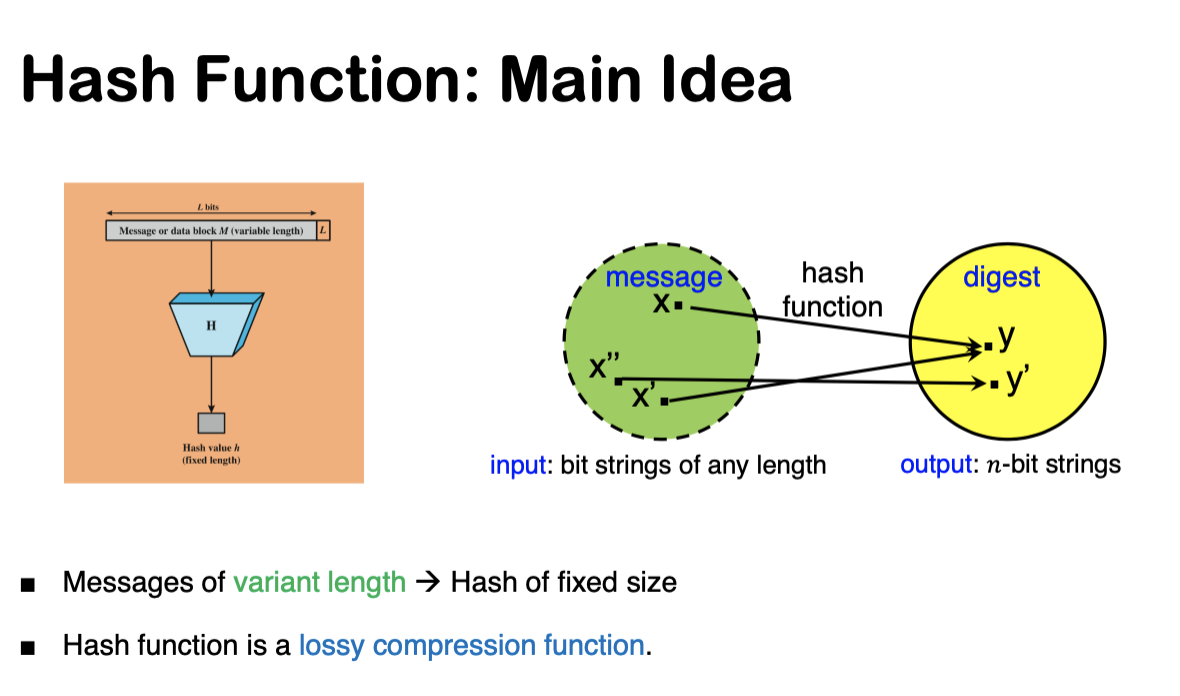 Hash Function: Main Idea
L bits
Message or data block M (variable length) L
H
Hash value h
(fixed length)
message
x
x”
x’
hash
function
digest
y
y’
input: bit strings of any length
output: n-bit strings
■ Messages of variant length → Hash of fixed size
■ Hash function is a lossy compression function.